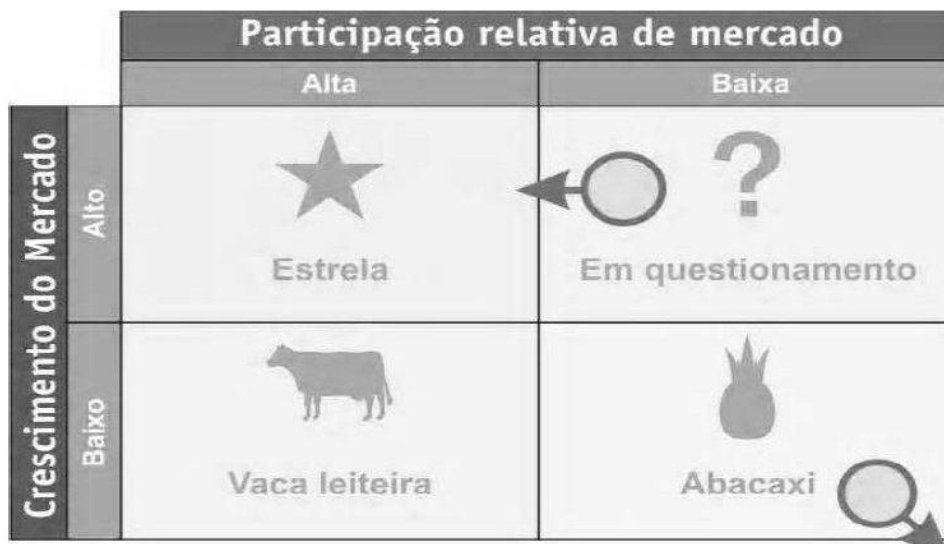 Participação relativa de mercado
Alta
Baixa
Crescimento do Mercado
Alto
?
Estrela
Em questionamento
Baixo
Vaca leiteira
Abacaxi